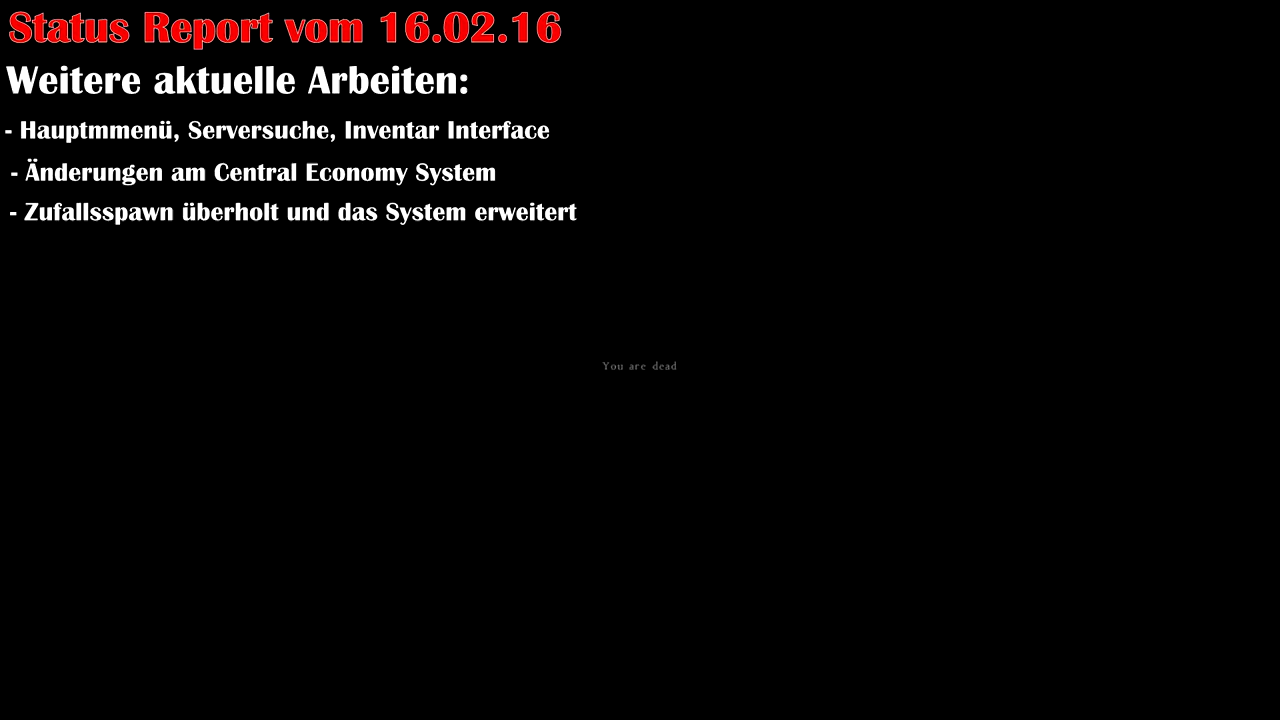 Status Report vom 16.02.16
Weitere aktuelle Arbeiten:
- Hauptmmenü, Serversuche, Inventar Interface
- Änderungen am Central Economy System
- Zufallsspawn überholt und das System erweitert
You are dead